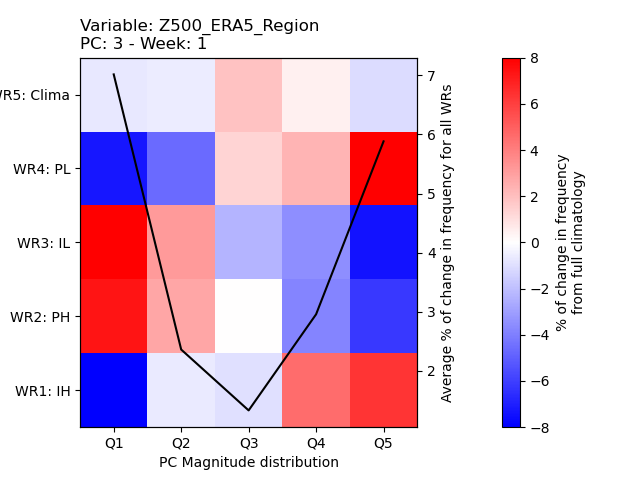 Variable: Z500_ERA5_Region
PC: 3 - Week: 1
WR5: Clima
WR4: PL
WR3: IL
WR2: PH
WR1: IH
Q1 Q2 Q3 Q4 Q5
PC Magnitude distribution
7
6
5
4
3
2
Average % of change in frequency for all WRs
8
6
4
2
0
−2
−4
−6
−8
% of change in frequency
from full climatology